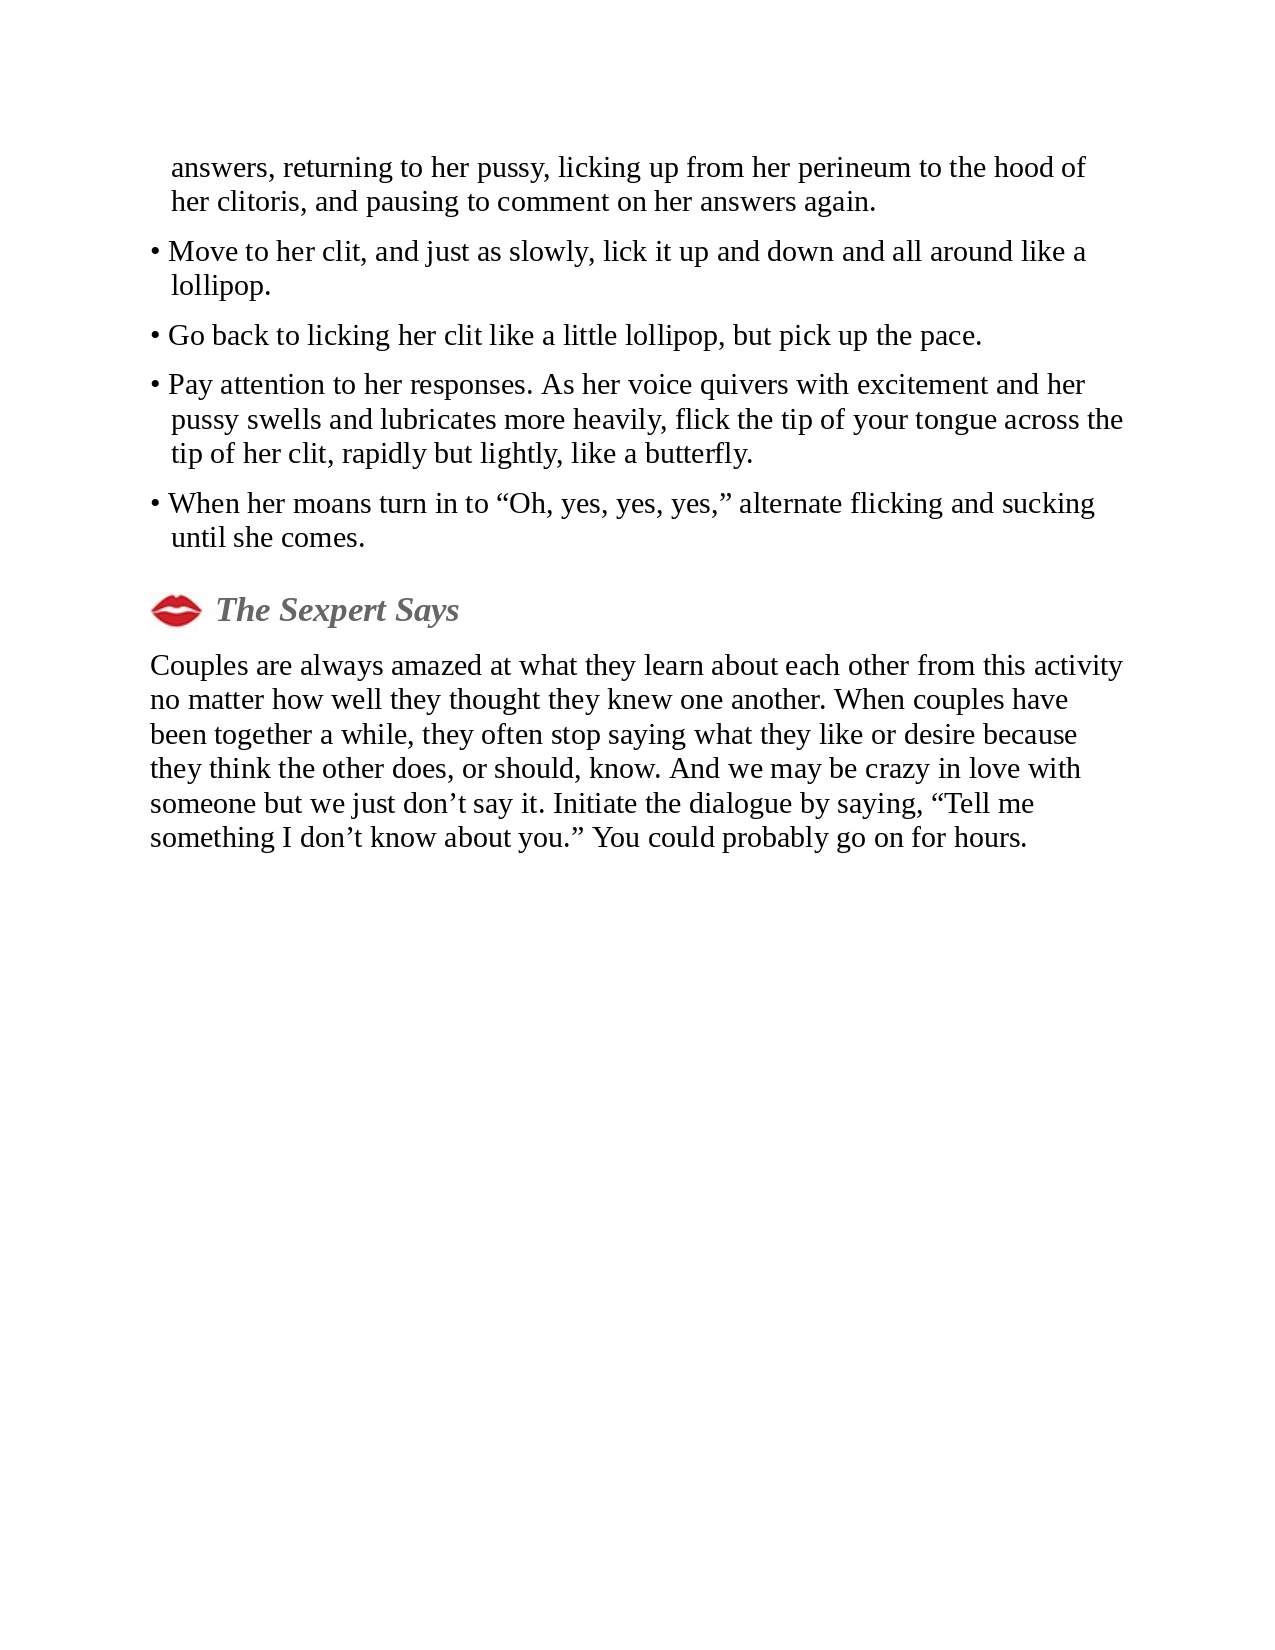 answers, returning to her pussy, licking up from her perineum to the hood of
her clitoris, and pausing to comment on her answers again.
• Move to her clit, and just as slowly, lick it up and down and all around like a
lollipop.
• Go back to licking her clit like a little lollipop, but pick up the pace.
• Pay attention to her responses. As her voice quivers with excitement and her
pussy swells and lubricates more heavily, flick the tip of your tongue across the
tip of her clit, rapidly but lightly, like a butterfly.
• When her moans turn in to “Oh, yes, yes, yes,” alternate flicking and sucking
until she comes.
The Sexpert Says
Couples are always amazed at what they learn about each other from this activity
no matter how well they thought they knew one another. When couples have
been together a while, they often stop saying what they like or desire because
they think the other does, or should, know. And we may be crazy in love with
someone but we just don’t say it. Initiate the dialogue by saying, “Tell me
something I don’t know about you.” You could probably go on for hours.